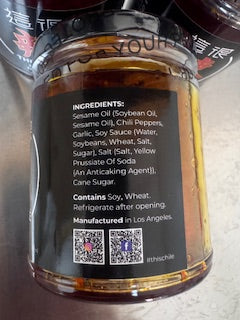 INGREDIENTS:
Sesame Oil (Soybean Oil,
Sesame Oil), Chili Peppers,
Garlic, Soy Sauce (Water,
Soybeans, Wheat, Salt,
Sugar), Salt (Salt, Yellow
Prussiate Of Soda
(An Anticaking Agent)),
Cane Sugar.
Contains Soy, Wheat.
Refrigerate after opening.
Manufactured in Los Angeles.
#thischile